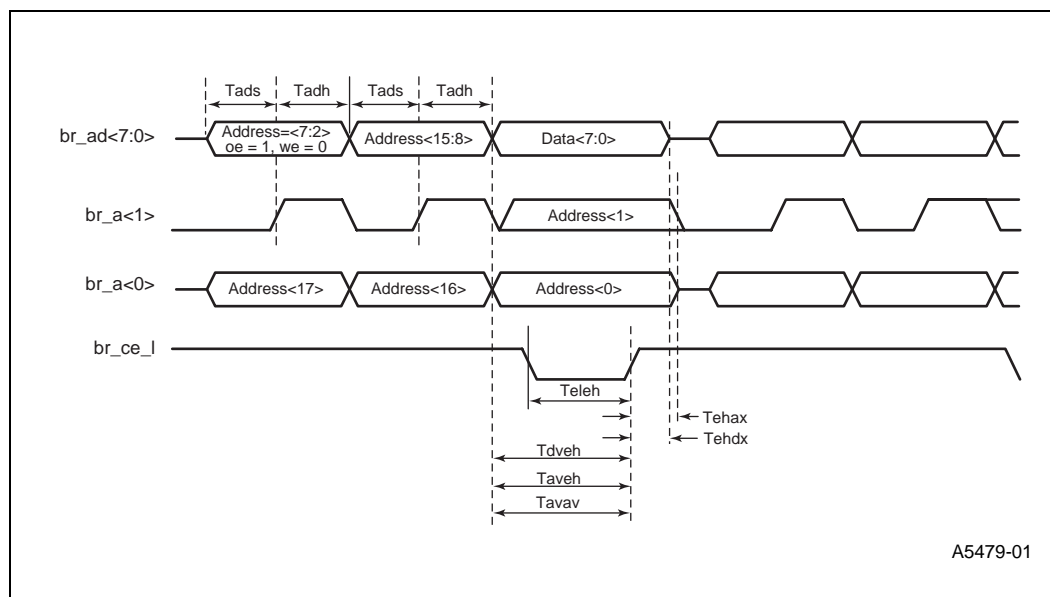 Tads Tadh Tads Tadh
br_ad<7:0>
Address=<7:2>
oe = 1, we = 0
Address<15:8>
Data<7:0>
br_a<1>
Address<1>
br_a<0>
Address<17>
Address<16>
Address<0>
br_ce_l
Teleh
Tehax
Tehdx
Tdveh
Taveh
Tavav
A5479-01